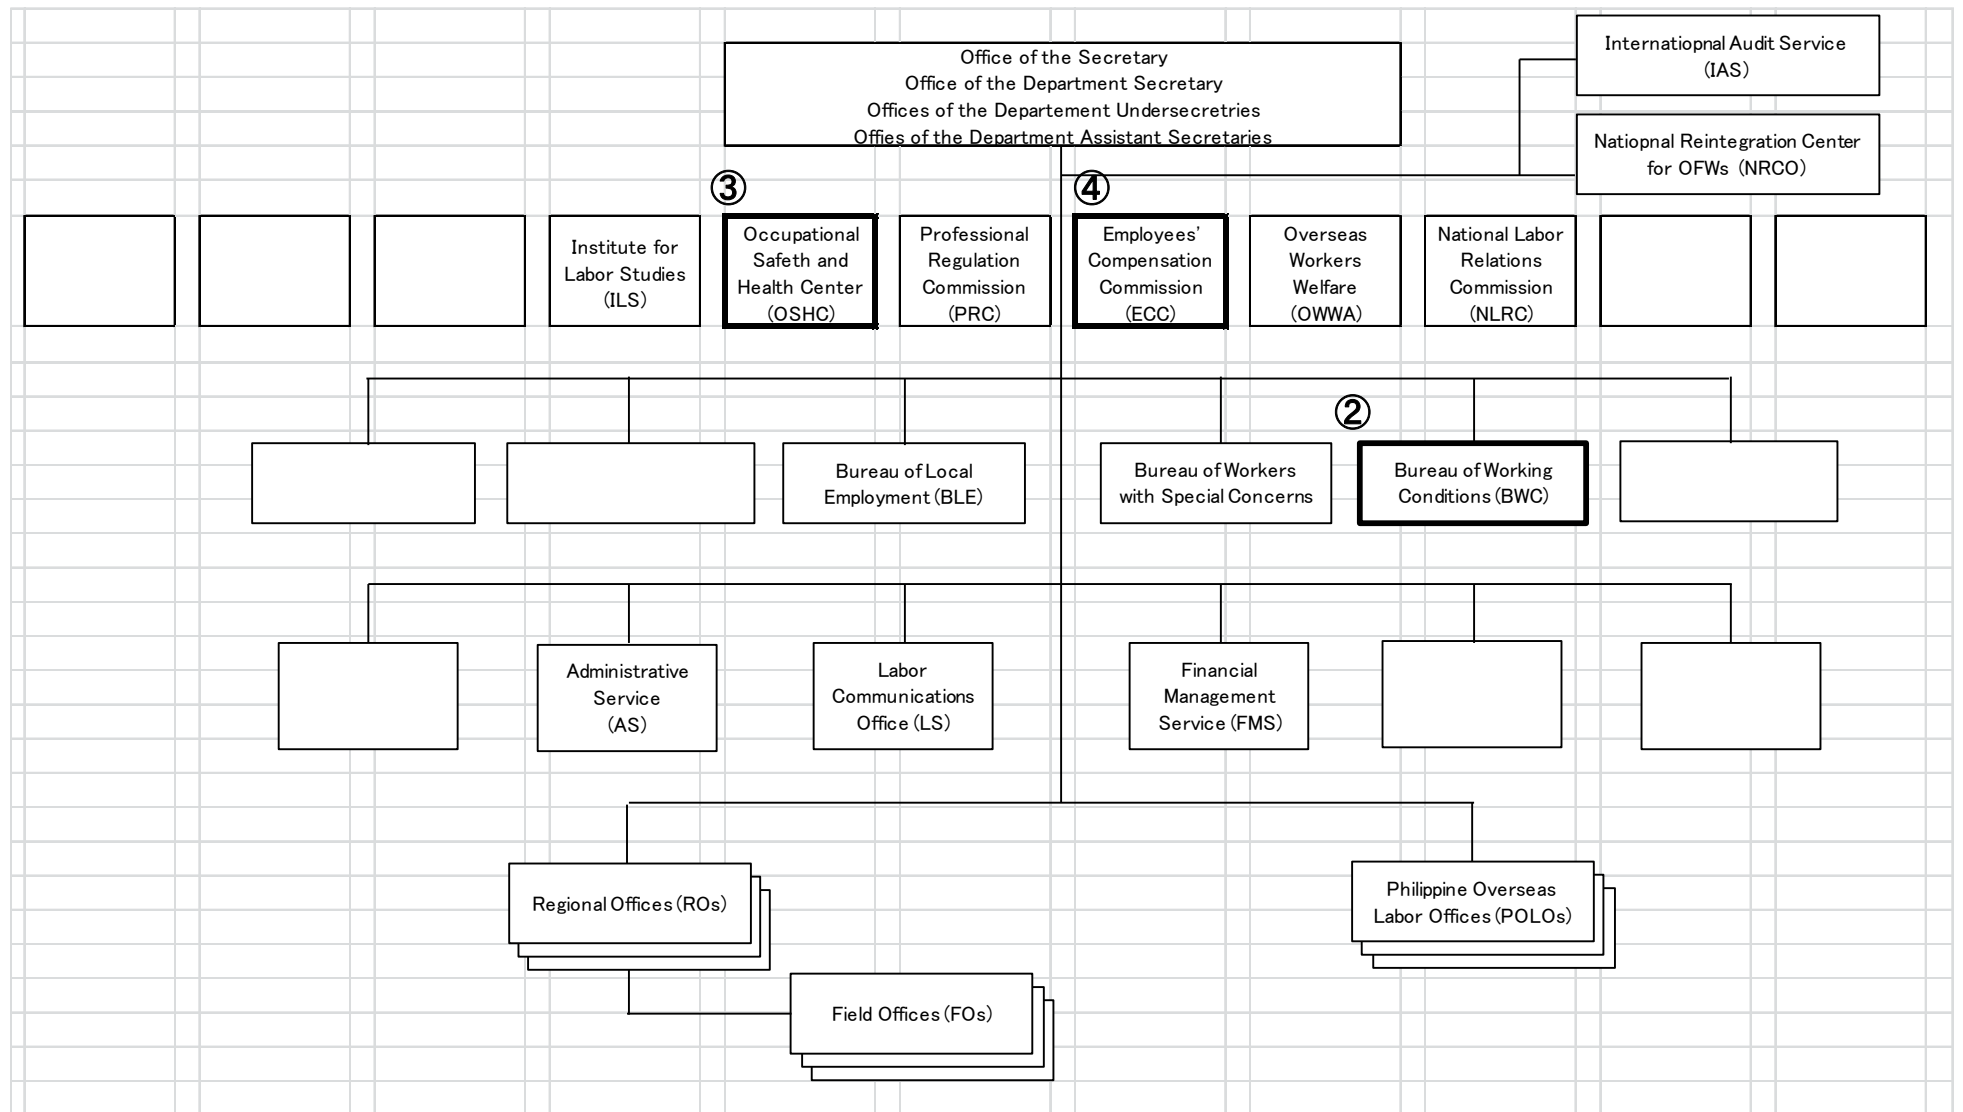 Office of the Secretary
Office of the Department Secretary
Offices of the Departement Undersecretries
Offies of the Department Assistant Secretaries
Internatiopnal Audit Service
(IAS)
Natiopnal Reintegration Center
for OFWs (NRCO)
③
④
Institute for
Labor Studies
(ILS)
Occupational
Safeth and
Health Center
(OSHC)
Professional
Regulation
Commission
(PRC)
Employees’
Compensation
Commission
(ECC)
Overseas
Workers
Welfare
(OWWA)
National Labor
Relations
Commission
(NLRC)
②
Bureau of Local
Employment (BLE)
Bureau of Workers
with Special Concerns
Bureau of Working
Conditions (BWC)
Administrative
Service
(AS)
Labor
Communications
Office (LS)
Financial
Management
Service (FMS)
Regional Offices (ROs)
Philippine Overseas
Labor Offices (POLOs)
Field Offices (FOs)